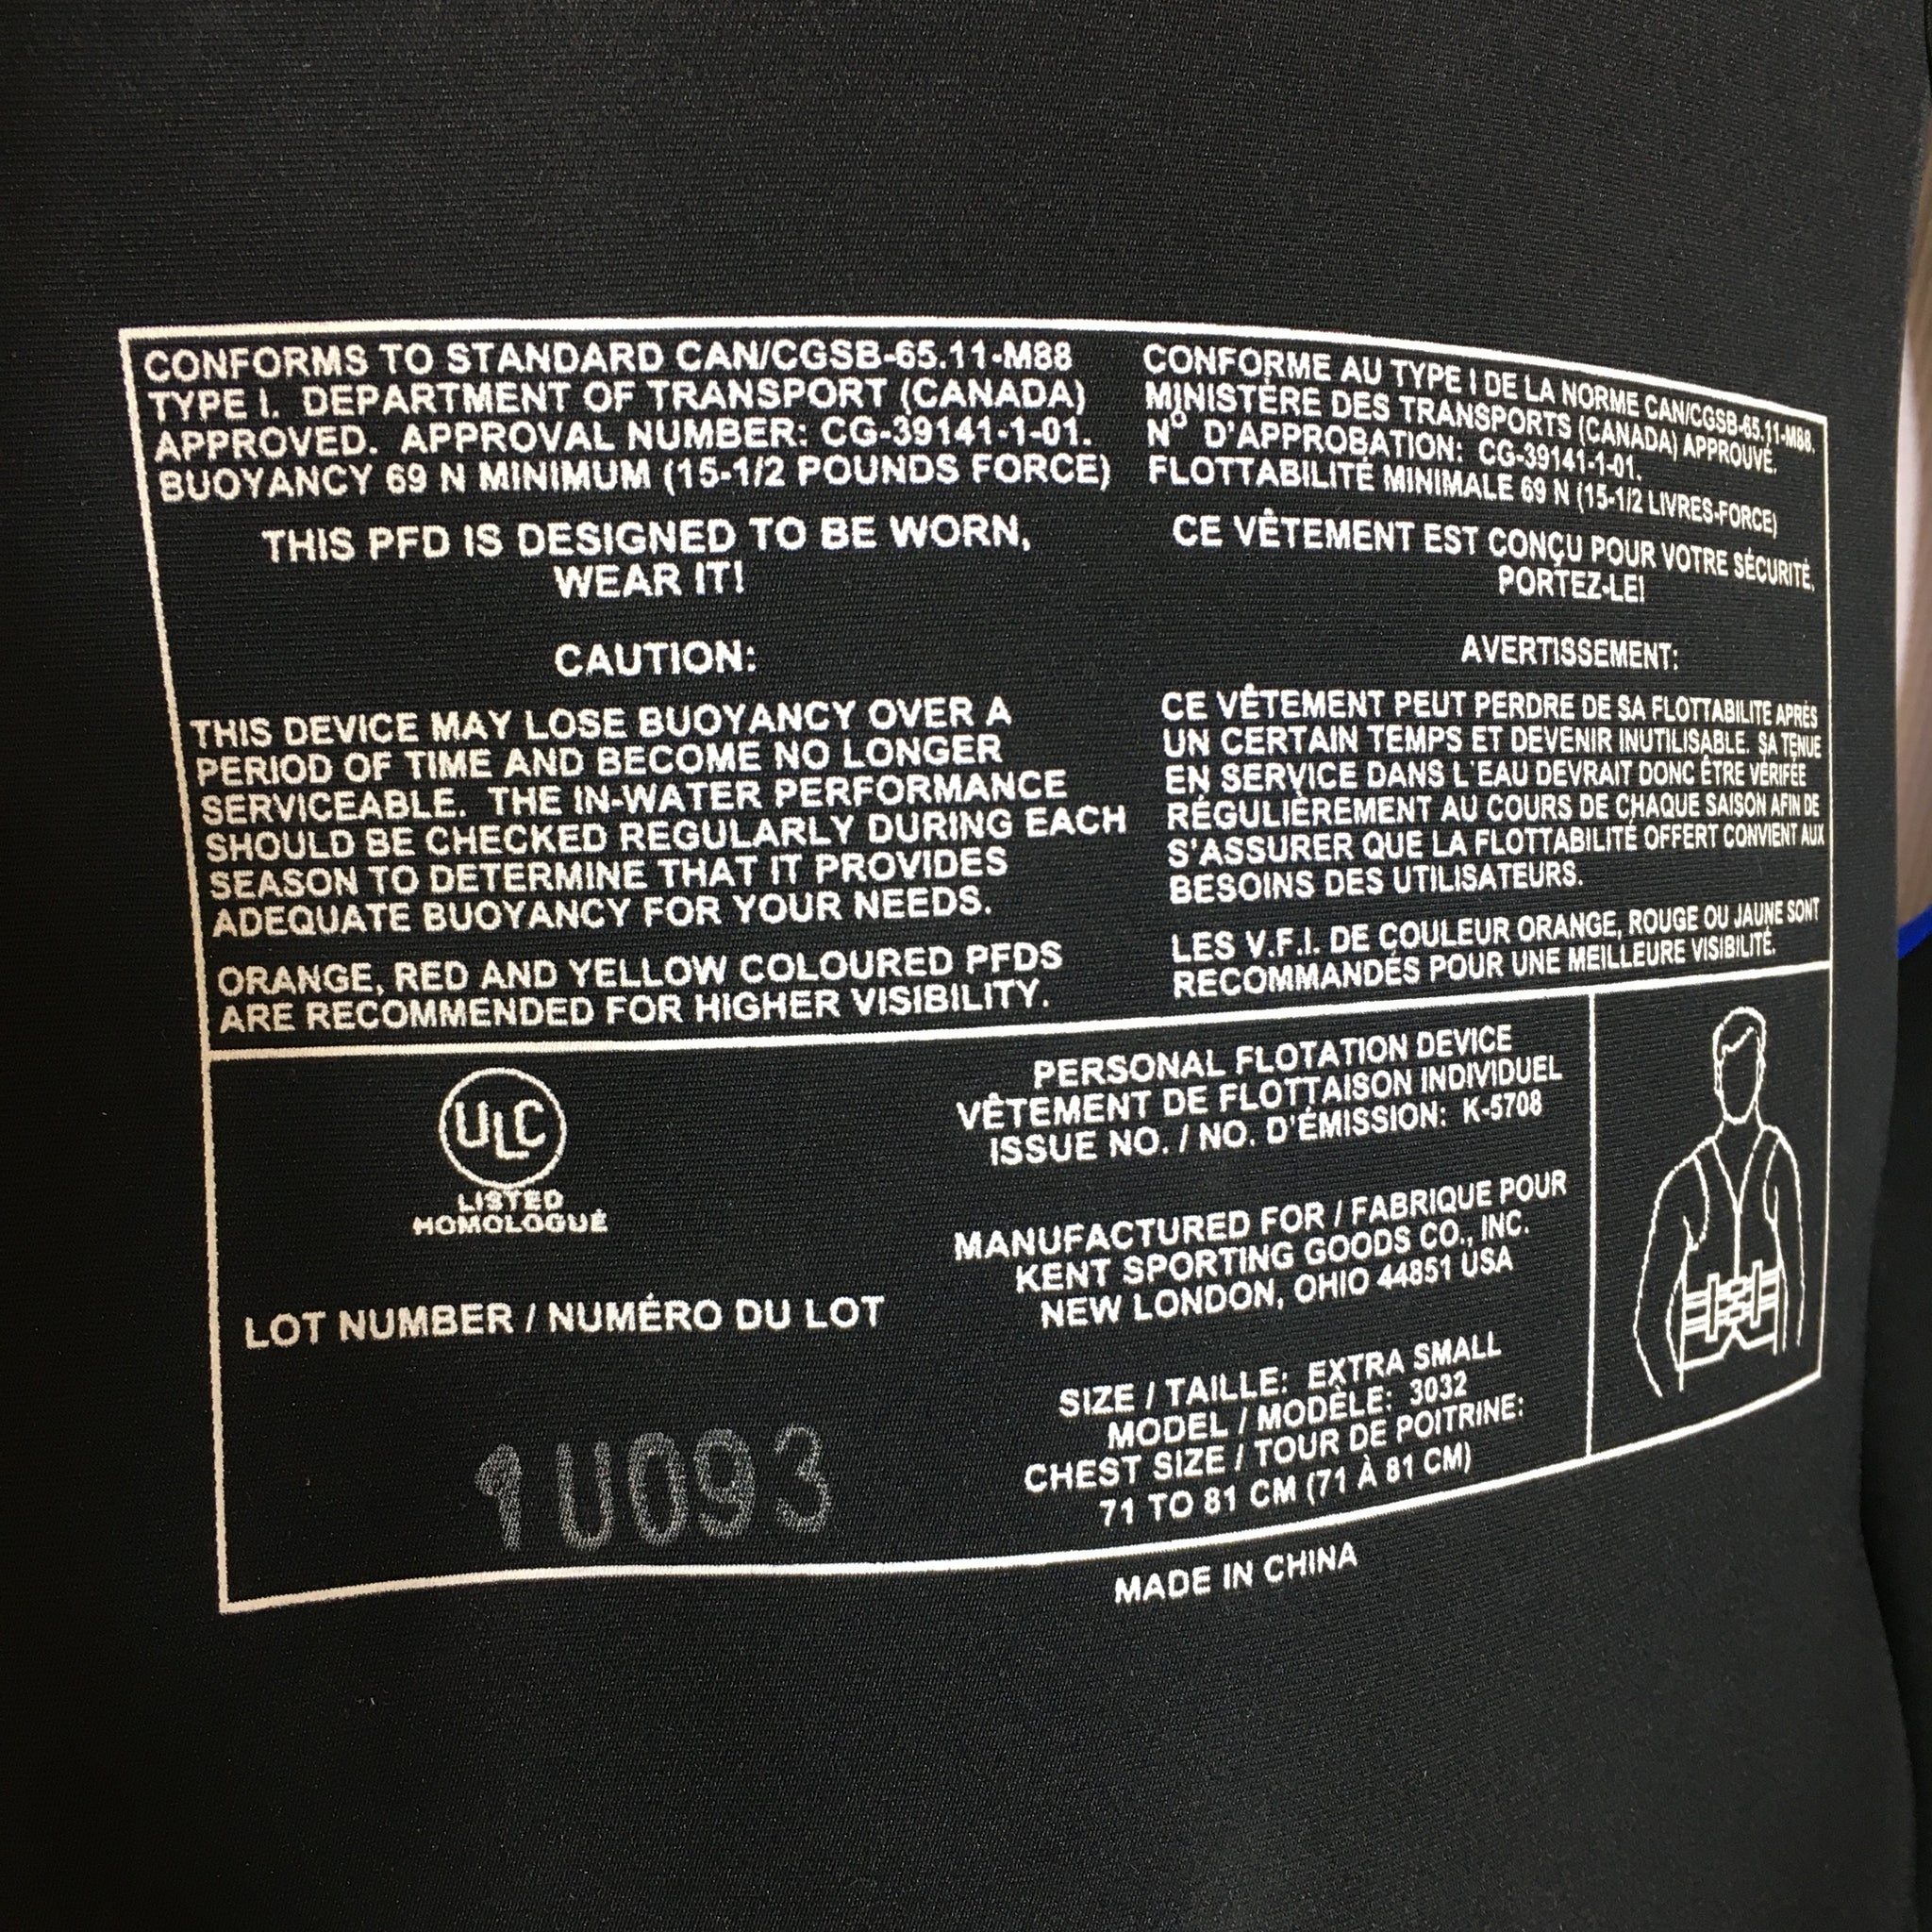 CONFORMS TO STANDARD CAN/CGSB-65.11-M88
TYPE I. DEPARTMENT OF TRANSPORT (CANADA)
APPROVED. APPROVAL NUMBER: CG-39141-1-01.
BUOYANCY 69 N MINIMUM (15-1/2 POUNDS FORCE)
THIS PFD IS DESIGNED TO BE WORN,
WEAR IT!
CAUTION:
THIS DEVICE MAY LOSE BUOYANCY OVER A
PERIOD OF TIME AND BECOME NO LONGER
SERVICEABLE. THE IN-WATER PERFORMANCE
SHOULD BE CHECKED REGULARLY DURING EACH
SEASON TO DETERMINE THAT IT PROVIDES
ADEQUATE BUOYANCY FOR YOUR NEEDS.
ORANGE, RED AND YELLOW COLOURED PFDS
ARE RECOMMENDED FOR HIGHER VISIBILITY.
CONFORME AU TYPE I DE LA NORME CAN/CGSB-65.11-M88.
MINISTÈRE DES TRANSPORTS (CANADA) APPROUVÉ.
Nº D'APPROBATION: CG-39141-1-01.
FLOTTABILITÉ MINIMALE 69 N (15-1/2 LIVRES-FORCE)
CE VÊTEMENT EST CONÇU POUR VOTRE SÉCURITÉ,
PORTEZ-LE!
AVERTISSEMENT:
CE VÊTEMENT PEUT PERDRE DE SA FLOTTABILITE APRÈS
UN CERTAIN TEMPS ET DEVENIR INUTILISABLE. SA TENUE
EN SERVICE DANS L'EAU DEVRAIT DONC ÊTRE VÉRIFÉE
RÉGULIÈREMENT AU COURS DE CHAQUE SAISON AFIN DE
S'ASSURER QUE LA FLOTTABILITÉ OFFERT CONVIENT AUX
BESOINS DES UTILISATEURS.
LES V.F.I. DE COULEUR ORANGE, ROUGE OU JAUNE SONT
RECOMMANDÉS POUR UNE MEILLEURE VISIBILITÉ.
ULC
LISTED
HOMOLOGUÉ
LOT NUMBER / NUMÉRO DU LOT
1U093
PERSONAL FLOTATION DEVICE
VÊTEMENT DE FLOTTAISON INDIVIDUEL
ISSUE NO. / NO. D'ÉMISSION: K-5708
MANUFACTURED FOR / FABRIQUE POUR
KENT SPORTING GOODS CO., INC.
NEW LONDON, OHIO 44851 USA
SIZE / TAILLE: EXTRA SMALL
MODEL / MODÈLE: 3032
CHEST SIZE / TOUR DE POITRINE:
71 TO 81 CM (71 À 81 CM)
MADE IN CHINA